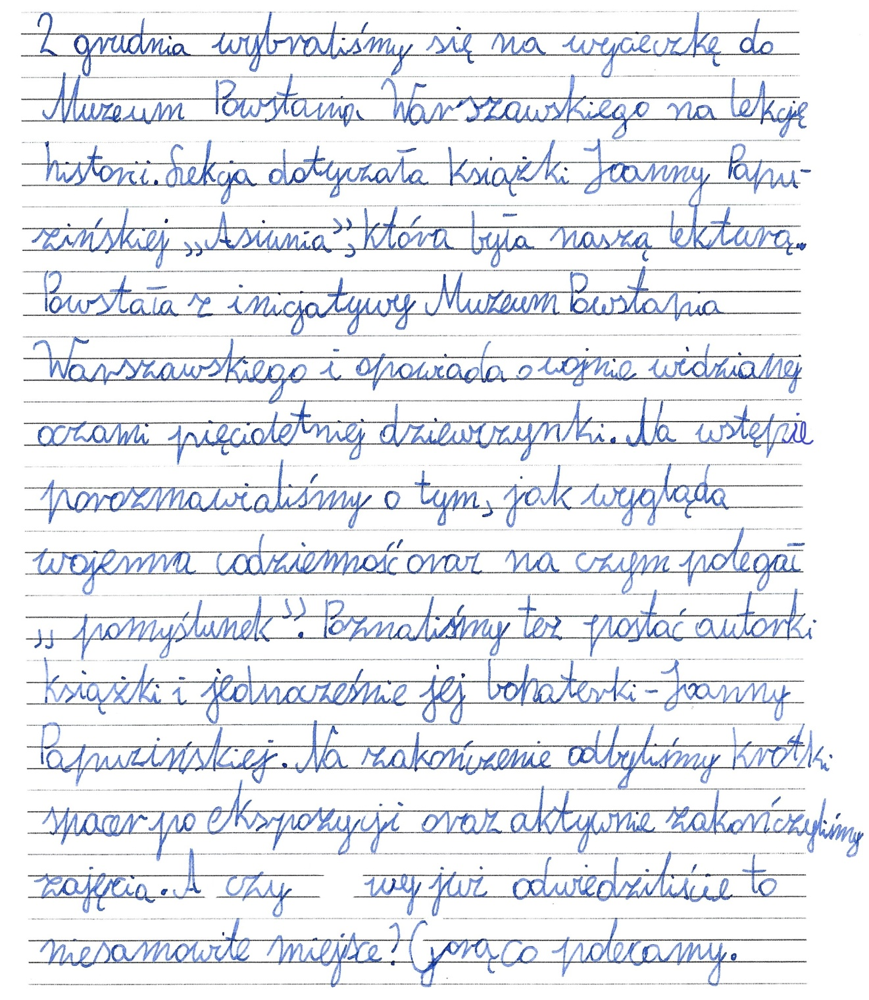 2 grudnia wybraliśmy się na wycieczkę do
Muzeum Powstania Warszawskiego na lekcję
historii. Lekcja dotyczała książki Joanny Papu-
zińskiej „Asiunia”, która była naszą lekturą.
Powstała z inicjatywy Muzeum Powstania
Warszawskiego i opowiada o wojnie widzianej
oczami pięcioletniej dziewczynki. Na wstępie
porozmawialiśmy o tym, jak wygląda
wojenna codzienność oraz na czym polegał
„pomyślunek”. Poznaliśmy też postać autorki
książki i jednocześnie jej bohaterki - Joanny
Papuzińskiej. Na zakończenie odbyliśmy krótki
spacer po ekspozycji oraz aktywnie zakończyliśmy
zajęcia. A czy wy już odwiedziliście to
niesamowite miejsce? Gorąco polecamy.